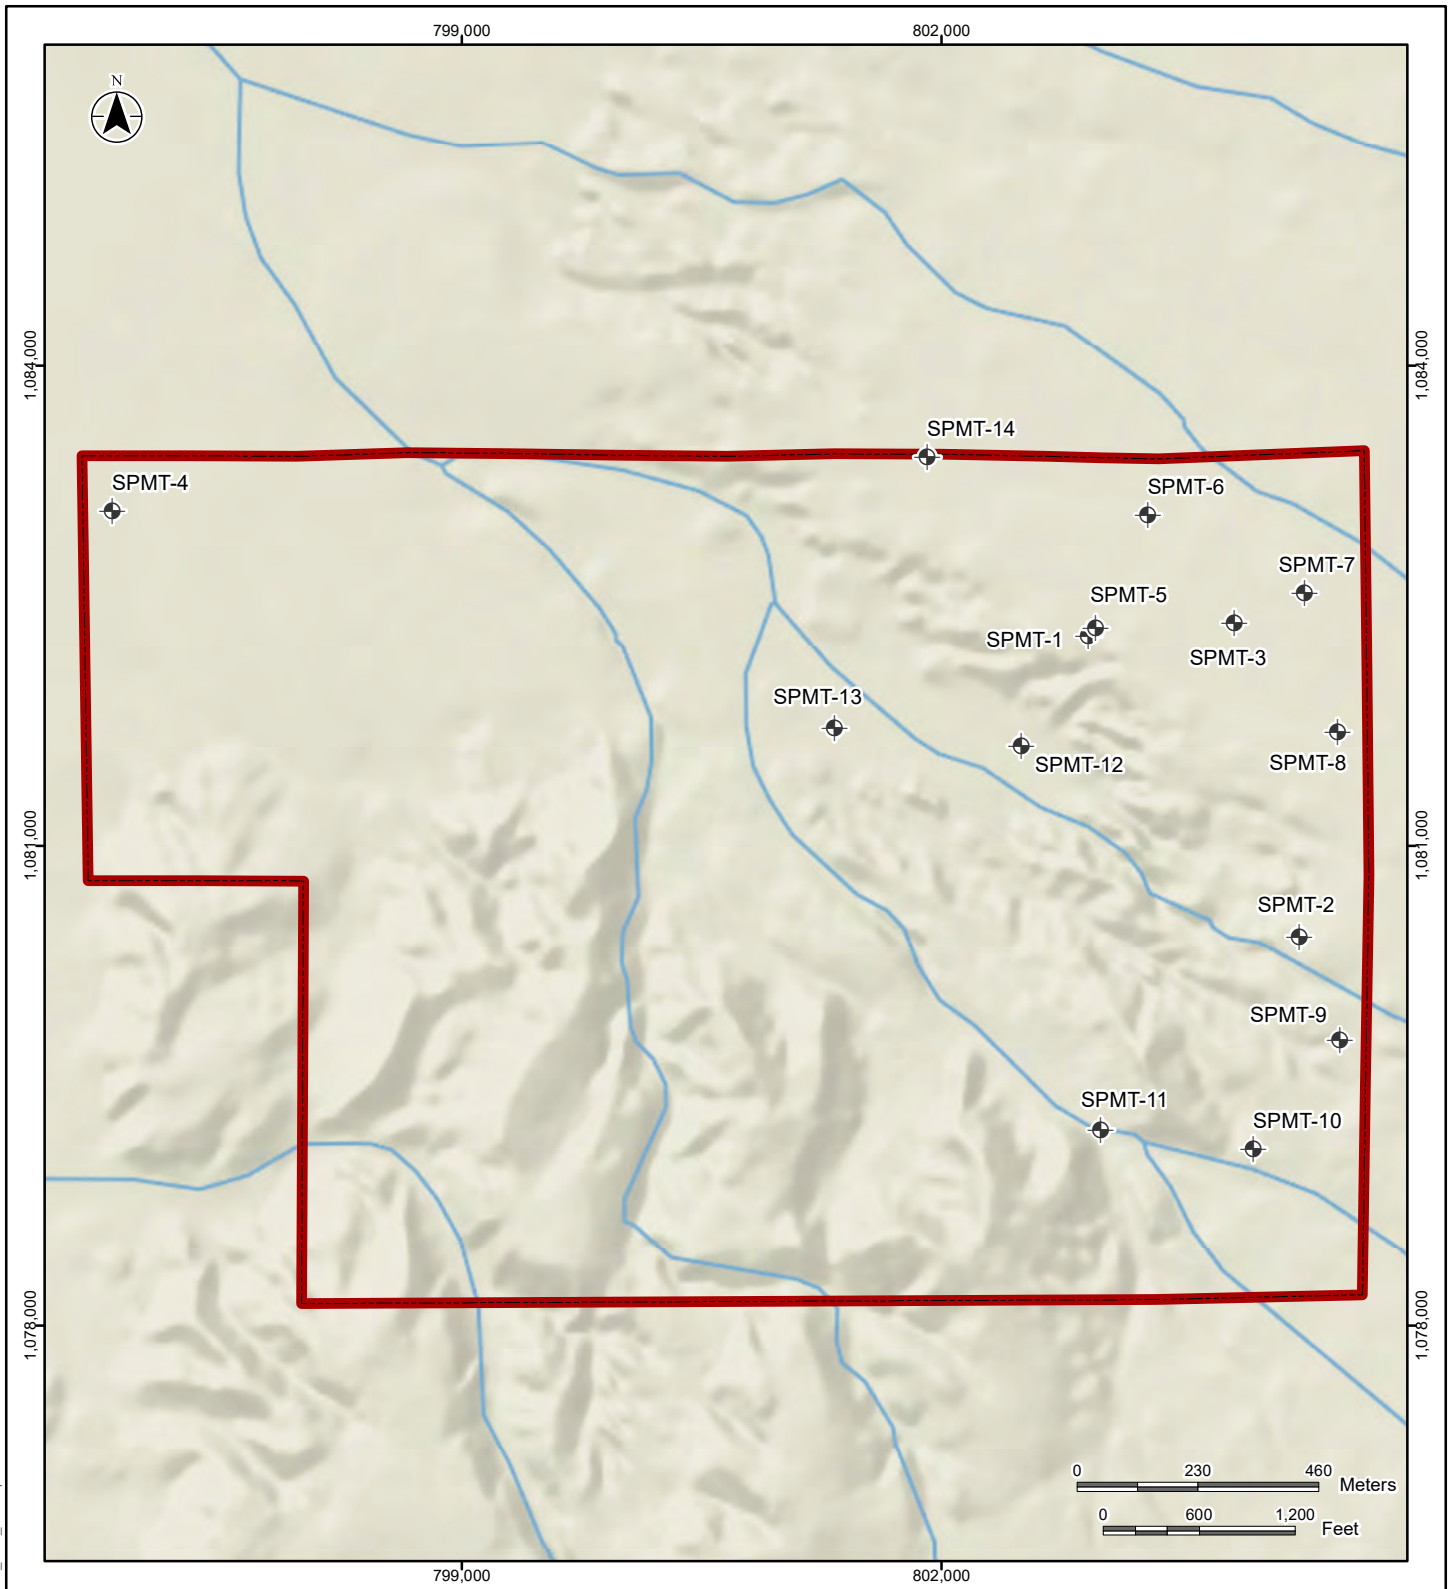 799,000
802,000
N
1,084,000
1,084,000
SPMT-14
SPMT-4
SPMT-6
SPMT-7
SPMT-5
SPMT-1
SPMT-3
SPMT-13
SPMT-12
SPMT-8
1,081,000
1,081,000
SPMT-2
SPMT-9
SPMT-11
SPMT-10
1,078,000
1,078,000
0 230 460 Meters
0 600 1,200 Feet
799,000
802,000